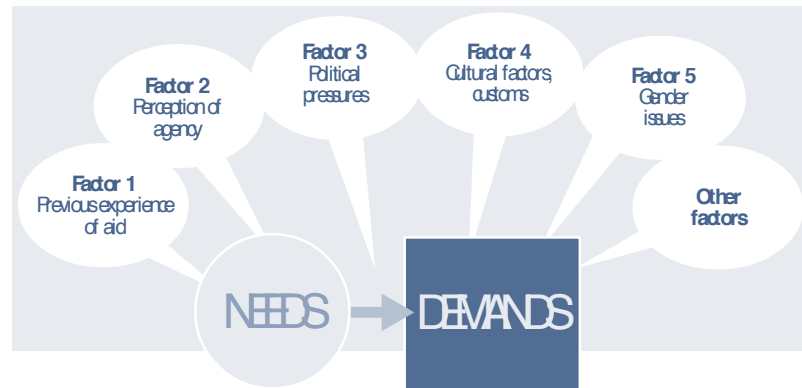 Factor 1
Previous experience
of aid
Factor 2
Perception of
agency
Factor 3
Political
pressures
Factor 4
Cultural factors,
customs
Factor 5
Gender
issues
Other
factors
NEEDS
DEMANDS